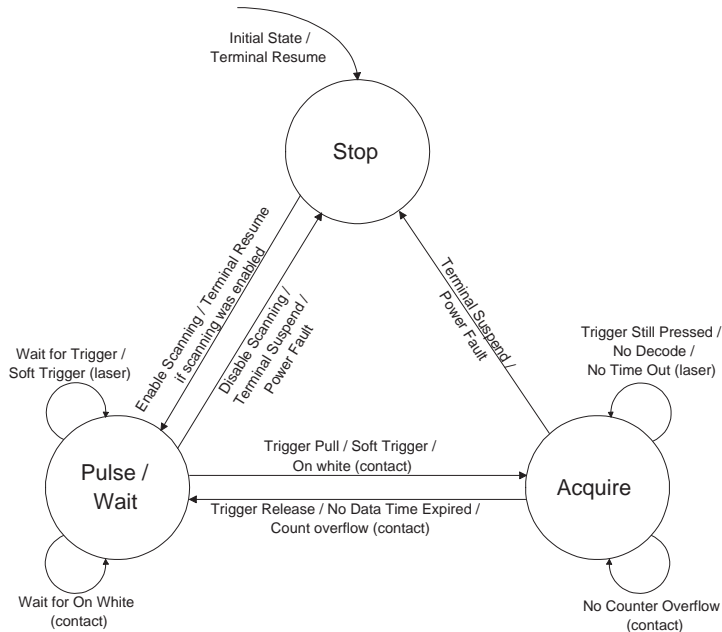 Initial State /
Terminal Resume
Stop
Enable Scanning / Terminal Resume
if scanning was enabled
Disable Scanning /
Terminal Suspend /
Power Fault
Terminal Suspend /
Power Fault
Wait for Trigger /
Soft Trigger (laser)
Trigger Still Pressed /
No Decode /
No Time Out (laser)
Pulse /
Wait
Trigger Pull / Soft Trigger /
On white (contact)
Trigger Release / No Data Time Expired /
Count overflow (contact)
Acquire
Wait for On White
(contact)
No Counter Overflow
(contact)